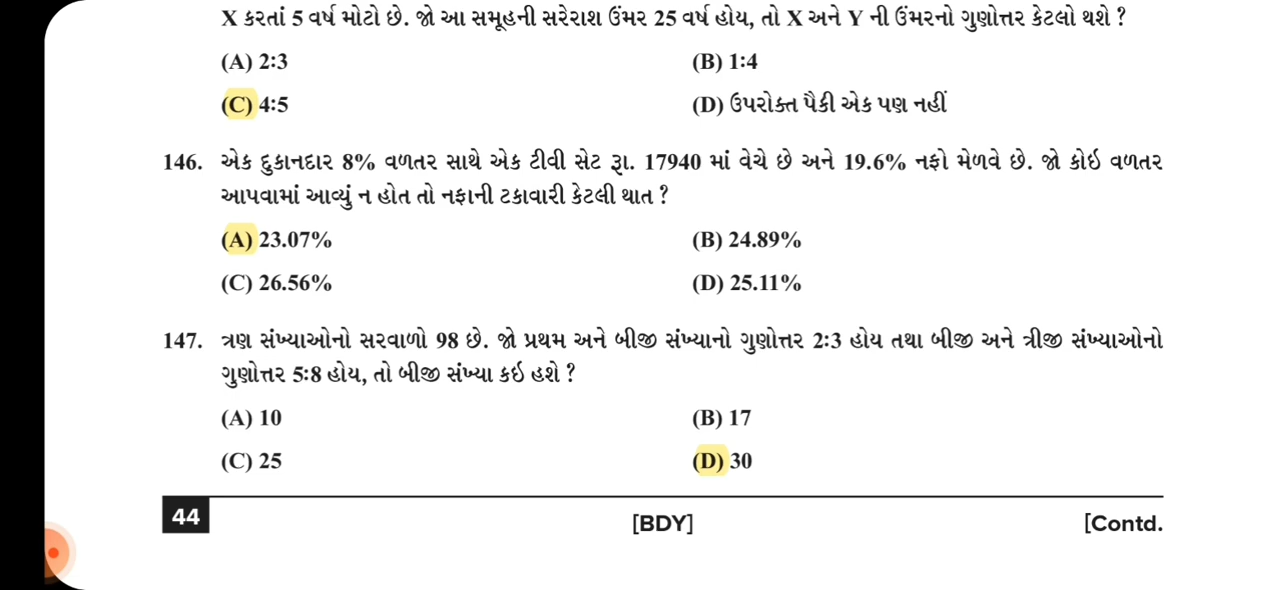 X કરતાં 5 વર્ષ મોટો છે. જો આ સમૂહની સરેરાશ ઉંમર 25 વર્ષ હોય, તો X અને Y ની ઉંમરનો ગુણોત્તર કેટલો થશે ?
(A) 2:3 (B) 1:4
(C) 4:5 (D) ઉપરોક્ત પૈકી એક પણ નહીં
146. એક દુકાનદાર 8% વળતર સાથે એક ટીવી સેટ રૂા. 17940 માં વેચે છે અને 19.6% નફો મેળવે છે. જો કોઇ વળતર
આપવામાં આવ્યું ન હોત તો નફાની ટકાવારી કેટલી થાત ?
(A) 23.07% (B) 24.89%
(C) 26.56% (D) 25.11%
147. ત્રણ સંખ્યાઓનો સરવાળો 98 છે. જો પ્રથમ અને બીજી સંખ્યાનો ગુણોત્તર 2:3 હોય તથા બીજી અને ત્રીજી સંખ્યાઓનો
ગુણોત્તર 5:8 હોય, તો બીજી સંખ્યા કઇ હશે ?
(A) 10 (B) 17
(C) 25 (D) 30
44 [BDY] [Contd.